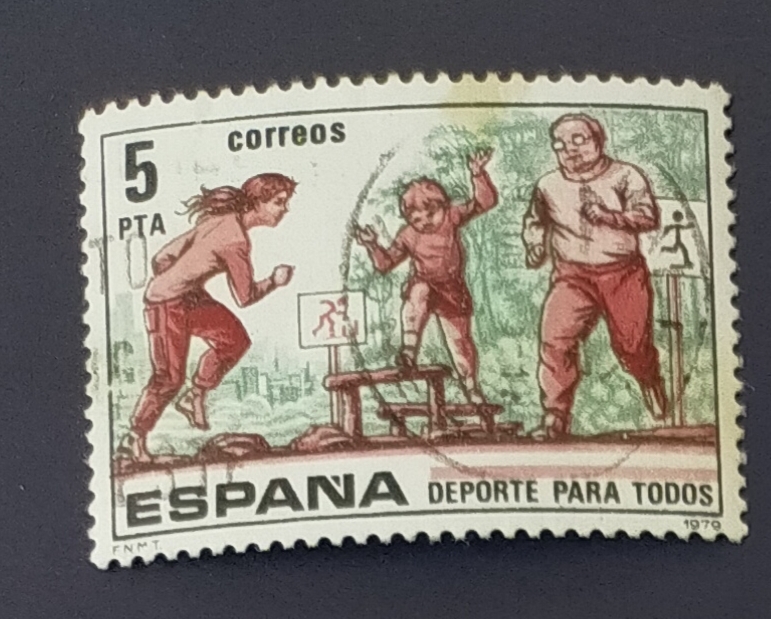 5
PTA
correos
ESPAÑA DEPORTE PARA TODOS
F.N.M.T.
1979